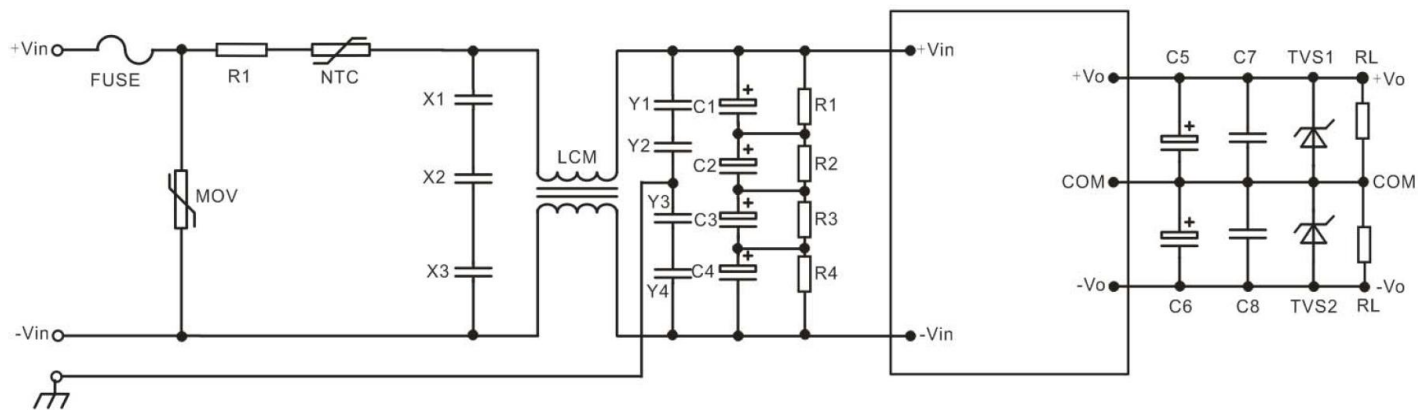 +Vin
FUSE
R1
NTC
MOV
X1
X2
X3
LCM
Y1
Y2
Y3
Y4
C1
+
C2
+
C3
+
C4
+
R1
R2
R3
R4
-Vin
+Vin
-Vin
+Vo
COM
-Vo
C5
C7
TVS1
RL
+Vo
+
COM
+
-Vo
C6
C8
TVS2
RL